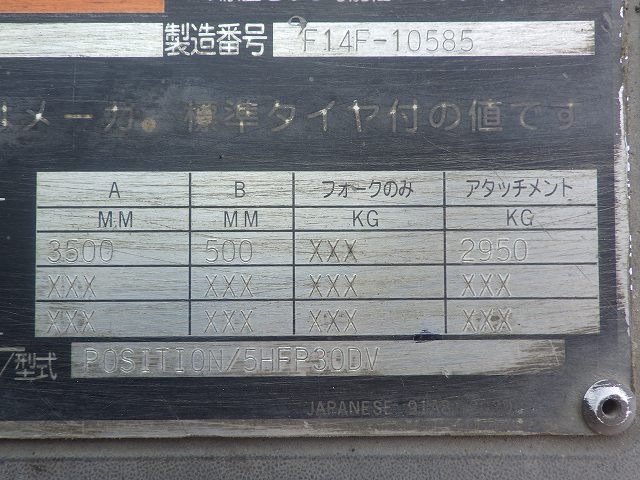 製造番号 F14F-10585
メーカ。標準タイヤ付の値です
A B フォークのみ アタッチメント
MM MM KG KG
3500 500 XXX 2950
XXX XXX XXX XXX
XXX XXX XXX XXX
/型式 POSITION/5HFP30DV
JAPANESE